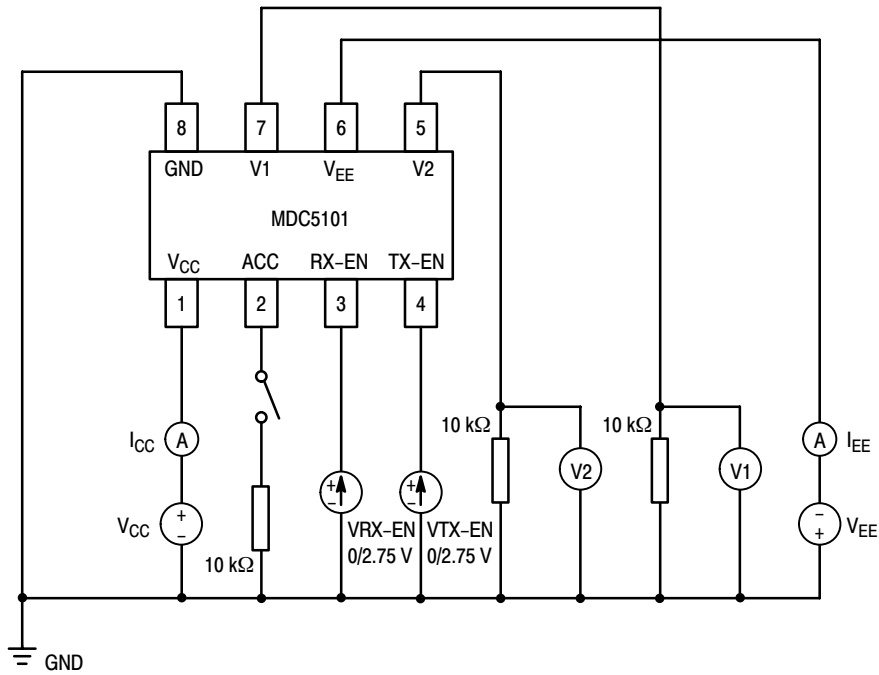 8 7 6 5
GND V1 VEE V2
MDC5101
VCC ACC RX–EN TX–EN
1 2 3 4
10 kΩ 10 kΩ
ICC A A IEE
V2 V1
+ + – –
– – – +
VCC VRX–EN VTX–EN VEE
+ +
0/2.75 V 0/2.75 V
10 kΩ
GND